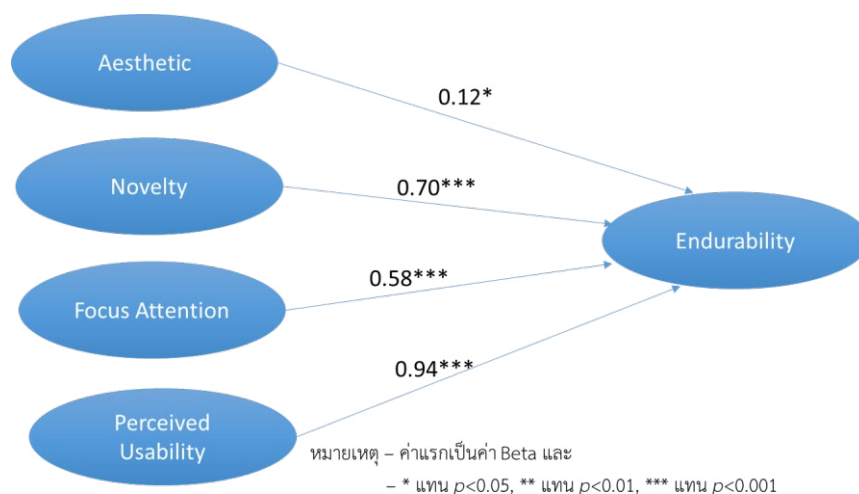 Aesthetic
0.12*
Novelty
0.70***
Endurability
Focus Attention
0.58***
0.94***
Perceived
Usability
หมายเหตุ – ค่าแรกเป็นค่า Beta และ
– * แทน p<0.05, ** แทน p<0.01, *** แทน p<0.001